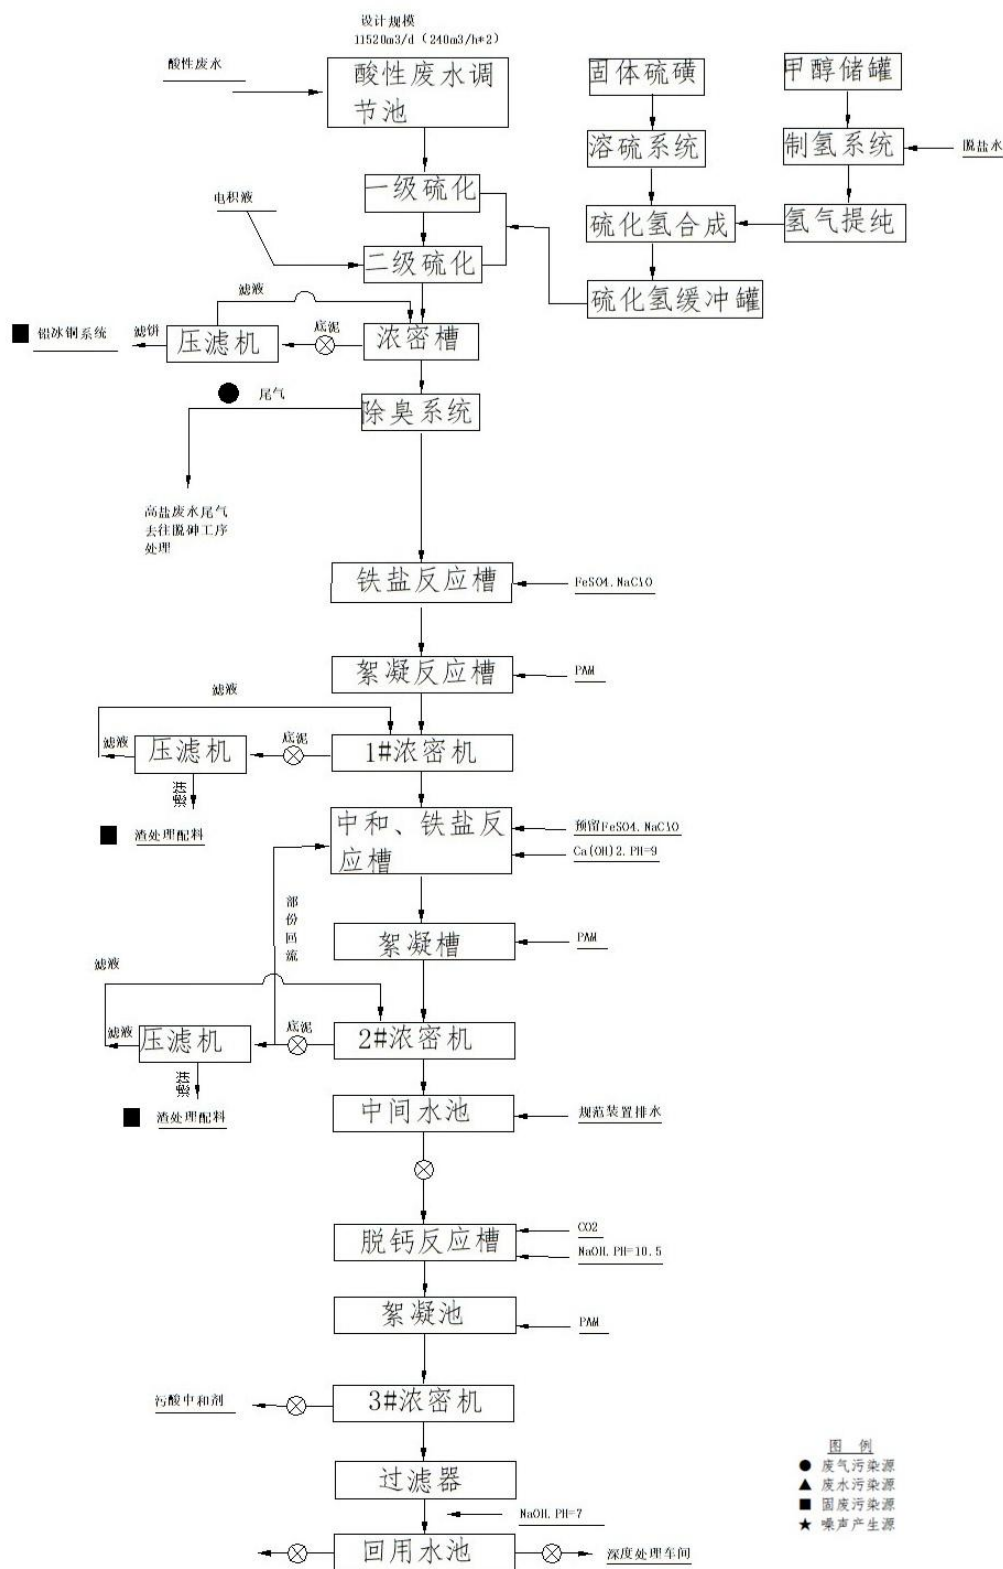 设计规模
11520m3/d (240m3/h*2)
酸性废水
酸性废水调
节池
固体硫磺
甲醇储罐
溶硫系统
制氢系统
脱盐水
一级硫化
电积液
硫化氢合成
氢气提纯
二级硫化
硫化氢缓冲罐
滤液
铅冰铜系统
滤饼
压滤机
底泥
浓密槽
尾气
除臭系统
高盐废水尾气
去往脱砷工序
处理
铁盐反应槽
FeSO4.NaClO
絮凝反应槽
PAM
滤液
滤液
压滤机
底泥
1#浓密机
渣处理配料
中和、铁盐反
应槽
预留FeSO4.NaClO
Ca(OH)2.PH=9
部份回流
絮凝槽
PAM
滤液
滤液
压滤机
底泥
2#浓密机
渣处理配料
中间水池
规范装置排水
脱钙反应槽
CO2
NaOH.PH=10.5
絮凝池
PAM
污酸中和剂
3#浓密机
过滤器
NaOH.PH=7
回用水池
深度处理车间
图 例
废气污染源
废水污染源
固废污染源
噪声产生源